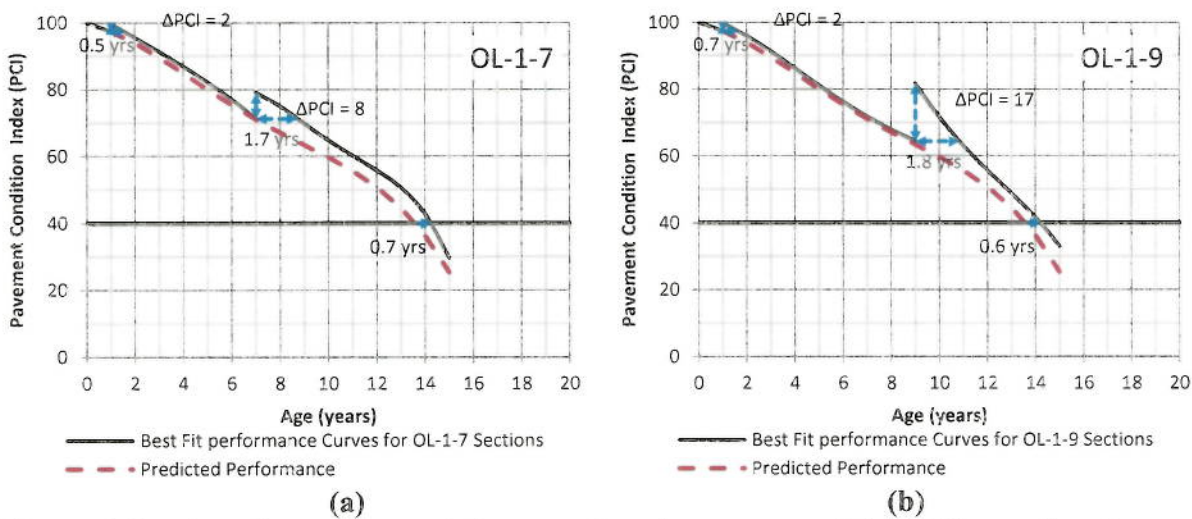 OL-1-7
ΔPCI = 2
0.5 yrs
ΔPCI = 8
1.7 yrs
0.7 yrs
Pavement Condition Index (PCI)
100
80
60
40
20
0
0 2 4 6 8 10 12 14 16 18 20
Age (years)
Best Fit performance Curves for OL-1-7 Sections
Predicted Performance
(a)
OL-1-9
ΔPCI = 2
0.7 yrs
ΔPCI = 17
1.8 yrs
0.6 yrs
Pavement Condition Index (PCI)
100
80
60
40
20
0
0 2 4 6 8 10 12 14 16 18 20
Age (years)
Best Fit performance Curves for OL-1-9 Sections
Predicted Performance
(b)